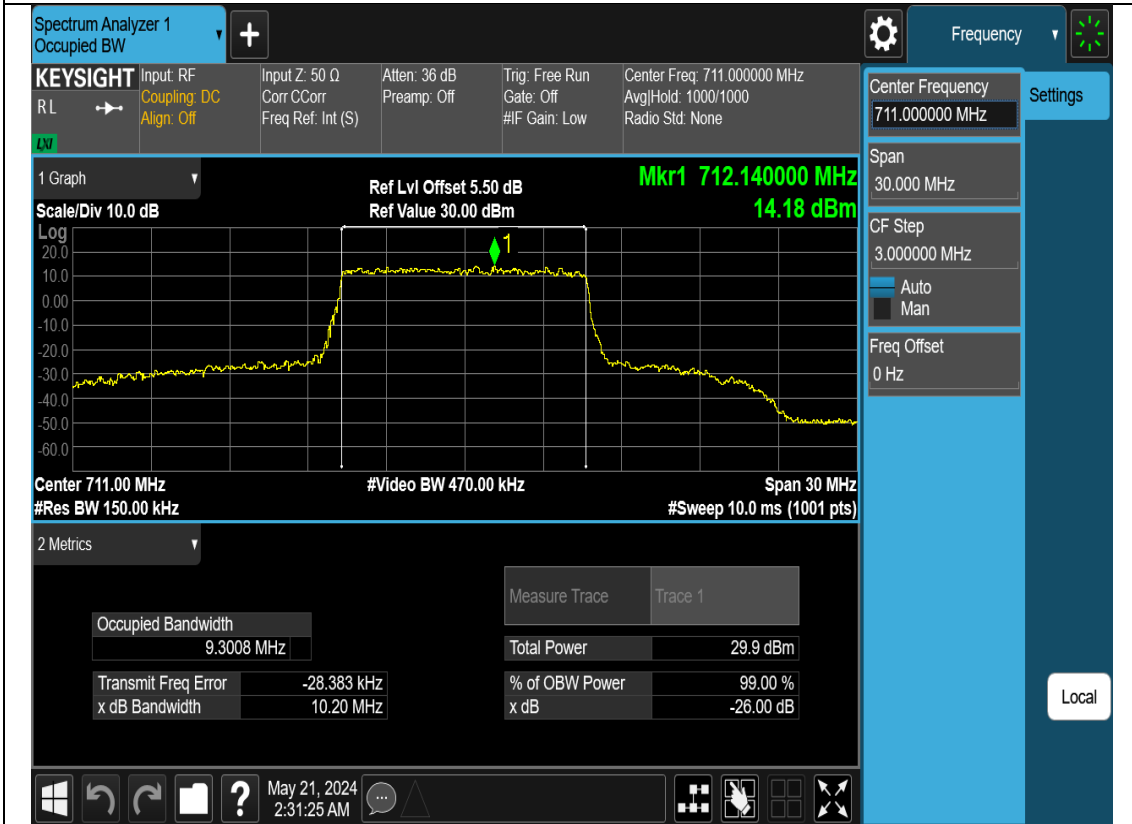 Spectrum Analyzer 1
Occupied BW
+
Frequency
KEYSIGHT
RL
LXI
Input: RF
Coupling: DC
Align: Off
Input Z: 50 Ω
Corr CCorr
Freq Ref: Int (S)
Atten: 36 dB
Preamp: Off
Trig: Free Run
Gate: Off
#IF Gain: Low
Center Freq: 711.000000 MHz
Avg|Hold: 1000/1000
Radio Std: None
Center Frequency
711.000000 MHz
Settings
Span
30.000 MHz
CF Step
3.000000 MHz
Auto
Man
Freq Offset
0 Hz
Local
1 Graph
Scale/Div 10.0 dB
Ref Lvl Offset 5.50 dB
Ref Value 30.00 dBm
Mkr1 712.140000 MHz
14.18 dBm
Log
1
20.0
10.0
0.00
-10.0
-20.0
-30.0
-40.0
-50.0
-60.0
Center 711.00 MHz
#Video BW 470.00 kHz
Span 30 MHz
#Res BW 150.00 kHz
#Sweep 10.0 ms (1001 pts)
2 Metrics
Measure Trace Trace 1
Occupied Bandwidth
9.3008 MHz
Total Power 29.9 dBm
Transmit Freq Error -28.383 kHz
% of OBW Power 99.00 %
x dB Bandwidth 10.20 MHz
x dB -26.00 dB
?
May 21, 2024
2:31:25 AM